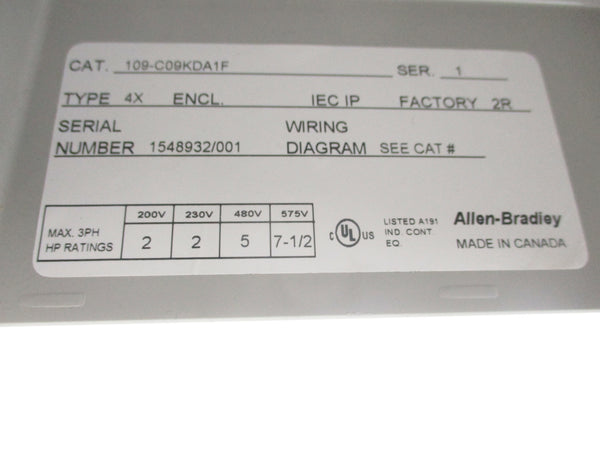 CAT. 109-C09KDA1F SER. 1
TYPE 4X ENCL. IEC IP FACTORY 2R
SERIAL WIRING
NUMBER 1548932/001 DIAGRAM SEE CAT #
200V 230V 480V 575V
MAX. 3PH
HP RATINGS 2 2 5 7-1/2
c UL US
LISTED A191
IND. CONT.
EQ.
Allen-Bradley
MADE IN CANADA